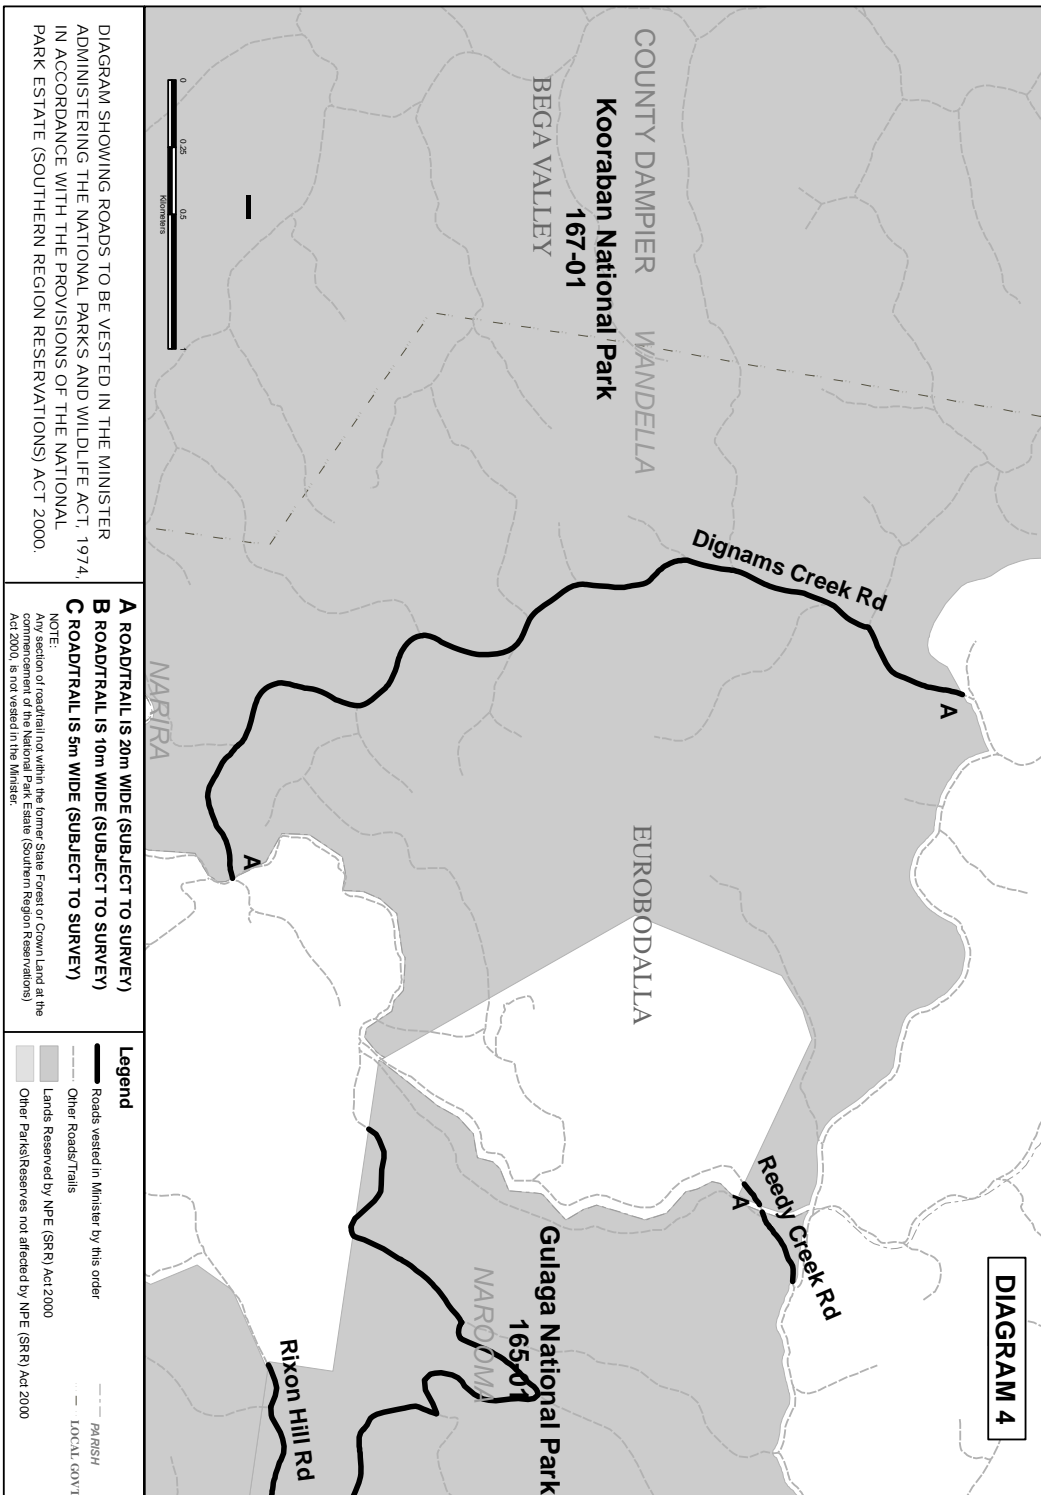 DIAGRAM 4
COUNTY DAMPIER
WANDELLA
Kooraban National Park
167-01
BEGA VALLEY
Dignams Creek Rd
A
EUROBODALLA
Reedy Creek Rd
A
Gulaga National Park
165-01
NAROOMA
Rixon Hill Rd
A
NARIRA
0 0.25 0.5 1
Kilometers
DIAGRAM SHOWING ROADS TO BE VESTED IN THE MINISTER
ADMINISTERING THE NATIONAL PARKS AND WILDLIFE ACT, 1974,
IN ACCORDANCE WITH THE PROVISIONS OF THE NATIONAL
PARK ESTATE (SOUTHERN REGION RESERVATIONS) ACT 2000.
A ROAD/TRAIL IS 20m WIDE (SUBJECT TO SURVEY)
B ROAD/TRAIL IS 10m WIDE (SUBJECT TO SURVEY)
C ROAD/TRAIL IS 5m WIDE (SUBJECT TO SURVEY)
NOTE:
Any section of road/trail not within the former State Forest or Crown Land at the
commencement of the National Park Estate (Southern Region Reservations)
Act 2000, is not vested in the Minister.
Legend
Roads vested in Minister by this order
Other Roads/Trails
Lands Reserved by NPE (SRR) Act 2000
Other Parks\Reserves not affected by NPE (SRR) Act 2000
PARISH
LOCAL GOVT